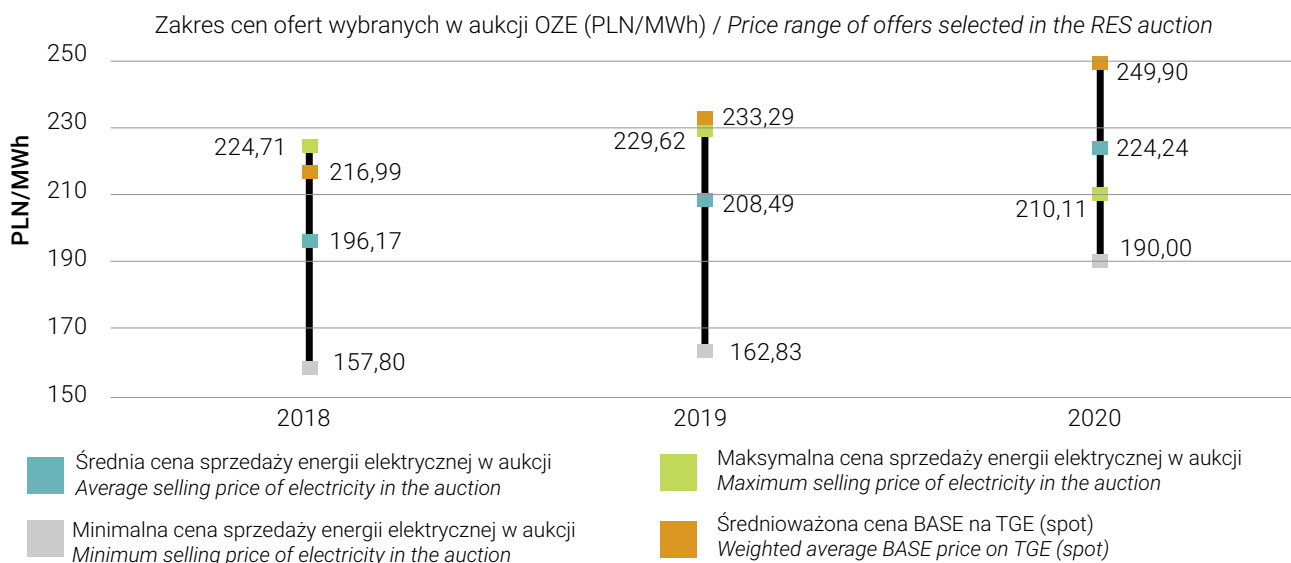 Zakres cen ofert wybranych w aukcji OZE (PLN/MWh) / Price range of offers selected in the RES auction
PLN/MWh
250
230
210
190
170
150
224,71
216,99
196,17
157,80
233,29
229,62
208,49
162,83
249,90
224,24
210,11
190,00
2018
2019
2020
Średnia cena sprzedaży energii elektrycznej w aukcji
Average selling price of electricity in the auction
Minimalna cena sprzedaży energii elektrycznej w aukcji
Minimum selling price of electricity in the auction
Maksymalna cena sprzedaży energii elektrycznej w aukcji
Maximum selling price of electricity in the auction
Średnioważona cena BASE na TGE (spot)
Weighted average BASE price on TGE (spot)